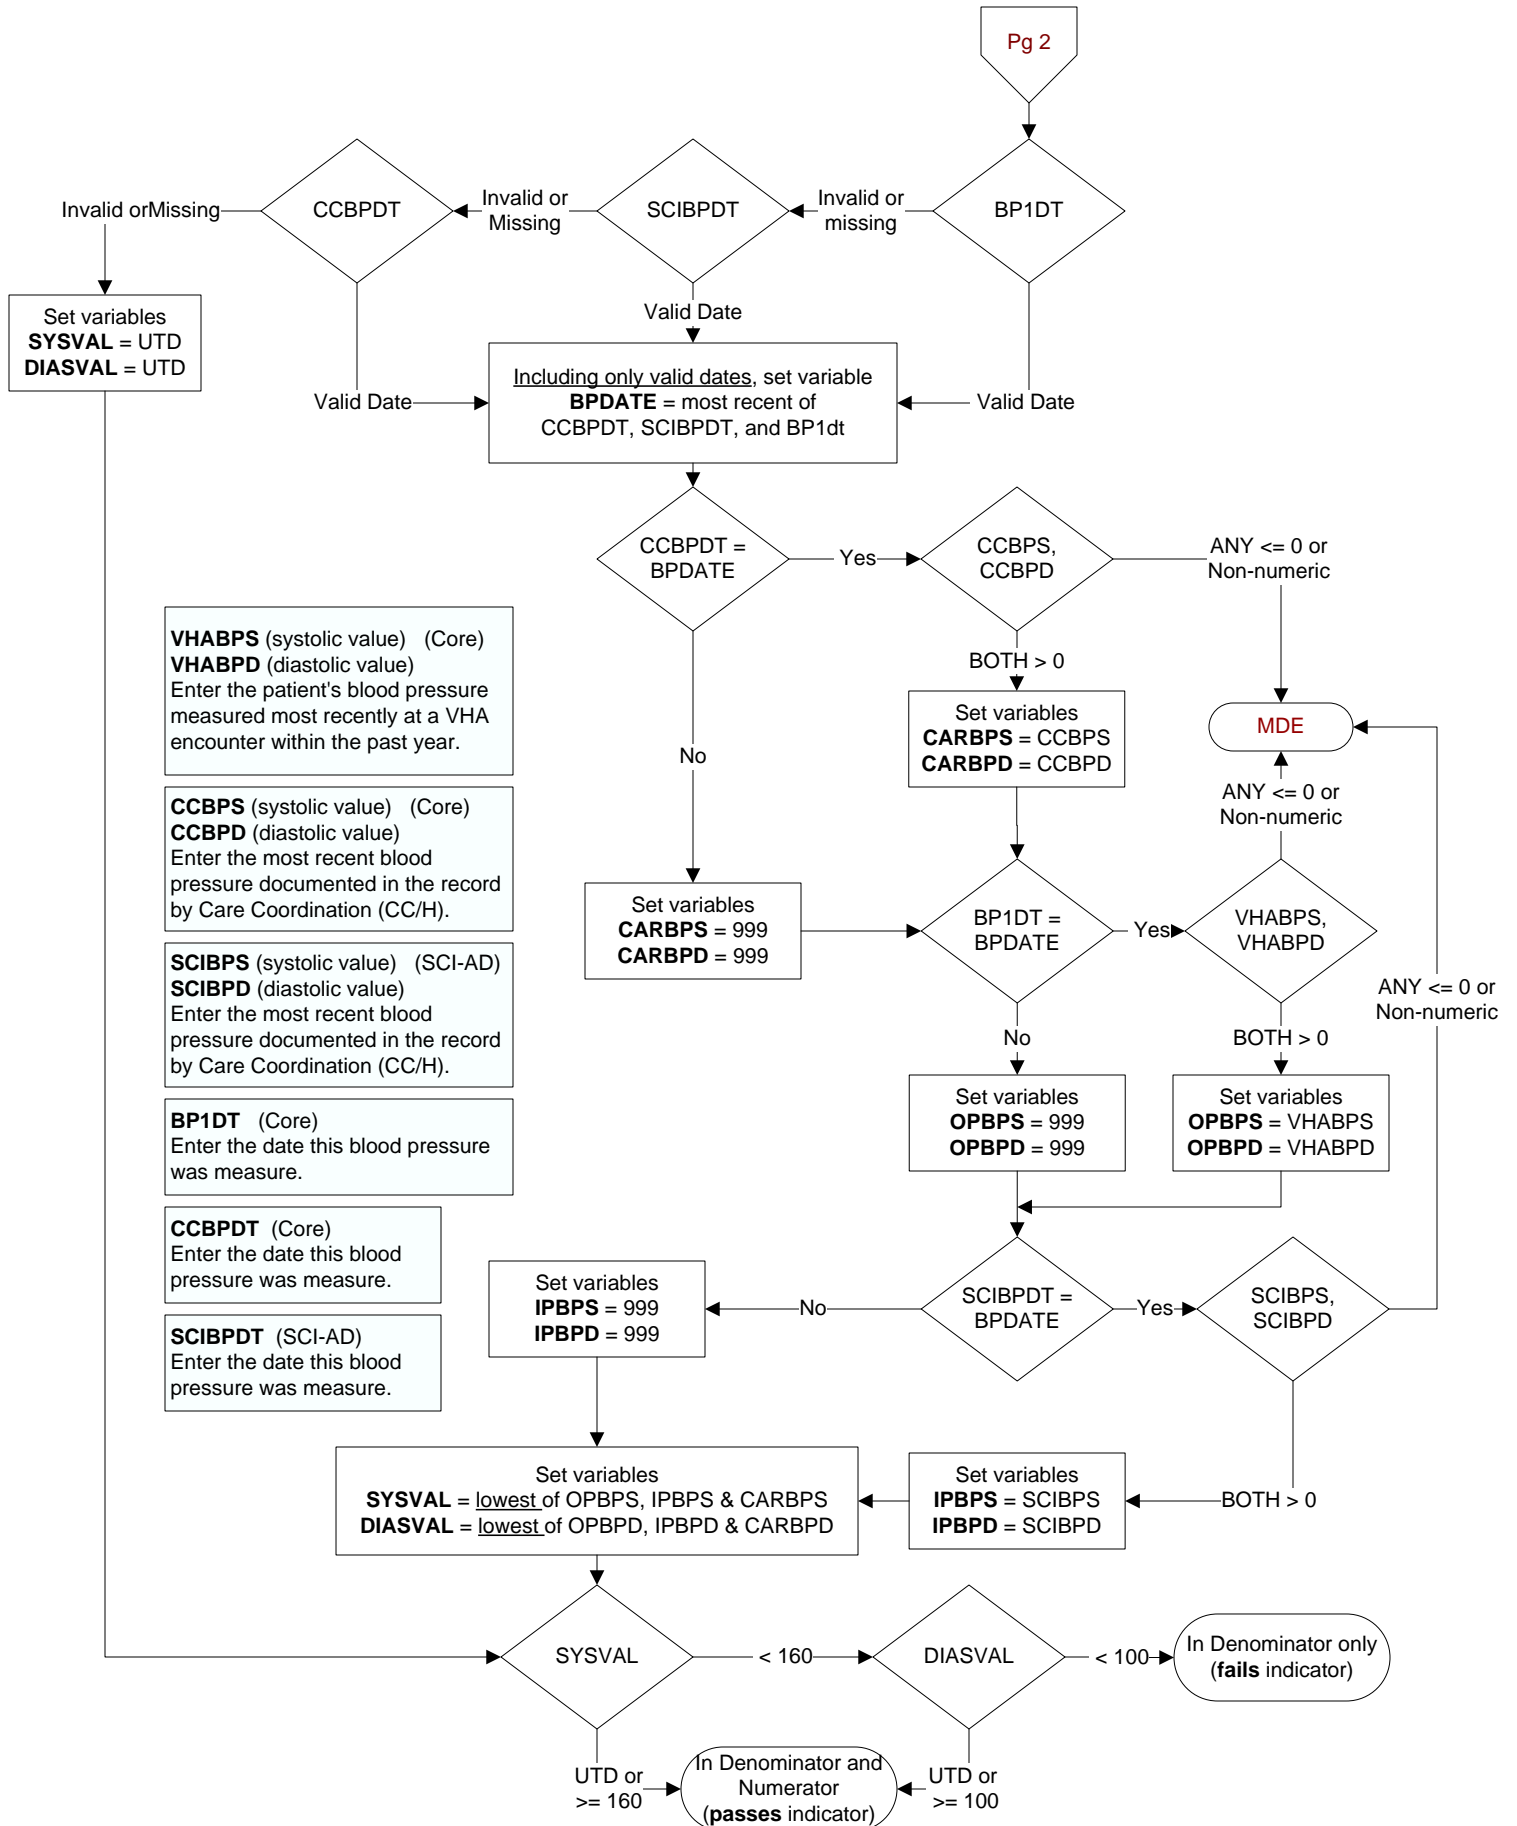 Pg 2
BP1DT
Invalid or
missing
SCIBPDT
Invalid or
Missing
CCBPDT
Invalid orMissing
Set variables
SYSVAL = UTD
DIASVAL = UTD
Valid Date
Valid Date
Valid Date
Including only valid dates, set variable
BPDATE = most recent of
CCBPDT, SCIBPDT, and BP1dt
CCBPDT =
BPDATE
Yes
CCBPS,
CCBPD
ANY <= 0 or
Non-numeric
BOTH > 0
Set variables
CARBPS = CCBPS
CARBPD = CCBPD
MDE
No
Set variables
CARBPS = 999
CARBPD = 999
BP1DT =
BPDATE
Yes
VHABPS,
VHABPD
ANY <= 0 or
Non-numeric
ANY <= 0 or
Non-numeric
No
BOTH > 0
Set variables
OPBPS = 999
OPBPD = 999
Set variables
OPBPS = VHABPS
OPBPD = VHABPD
VHABPS (systolic value) (Core)
VHABPD (diastolic value)
Enter the patient's blood pressure
measured most recently at a VHA
encounter within the past year.
CCBPS (systolic value) (Core)
CCBPD (diastolic value)
Enter the most recent blood
pressure documented in the record
by Care Coordination (CC/H).
SCIBPS (systolic value) (SCI-AD)
SCIBPD (diastolic value)
Enter the most recent blood
pressure documented in the record
by Care Coordination (CC/H).
BP1DT (Core)
Enter the date this blood pressure
was measure.
CCBPDT (Core)
Enter the date this blood
pressure was measure.
SCIBPDT (SCI-AD)
Enter the date this blood
pressure was measure.
SCIBPDT =
BPDATE
Yes
SCIBPS,
SCIBPD
No
Set variables
IPBPS = 999
IPBPD = 999
BOTH > 0
Set variables
IPBPS = SCIBPS
IPBPD = SCIBPD
Set variables
SYSVAL = lowest of OPBPS, IPBPS & CARBPS
DIASVAL = lowest of OPBPD, IPBPD & CARBPD
SYSVAL
< 160
DIASVAL
< 100
In Denominator only
(fails indicator)
UTD or
>= 160
In Denominator and
Numerator
(passes indicator)
UTD or
>= 100